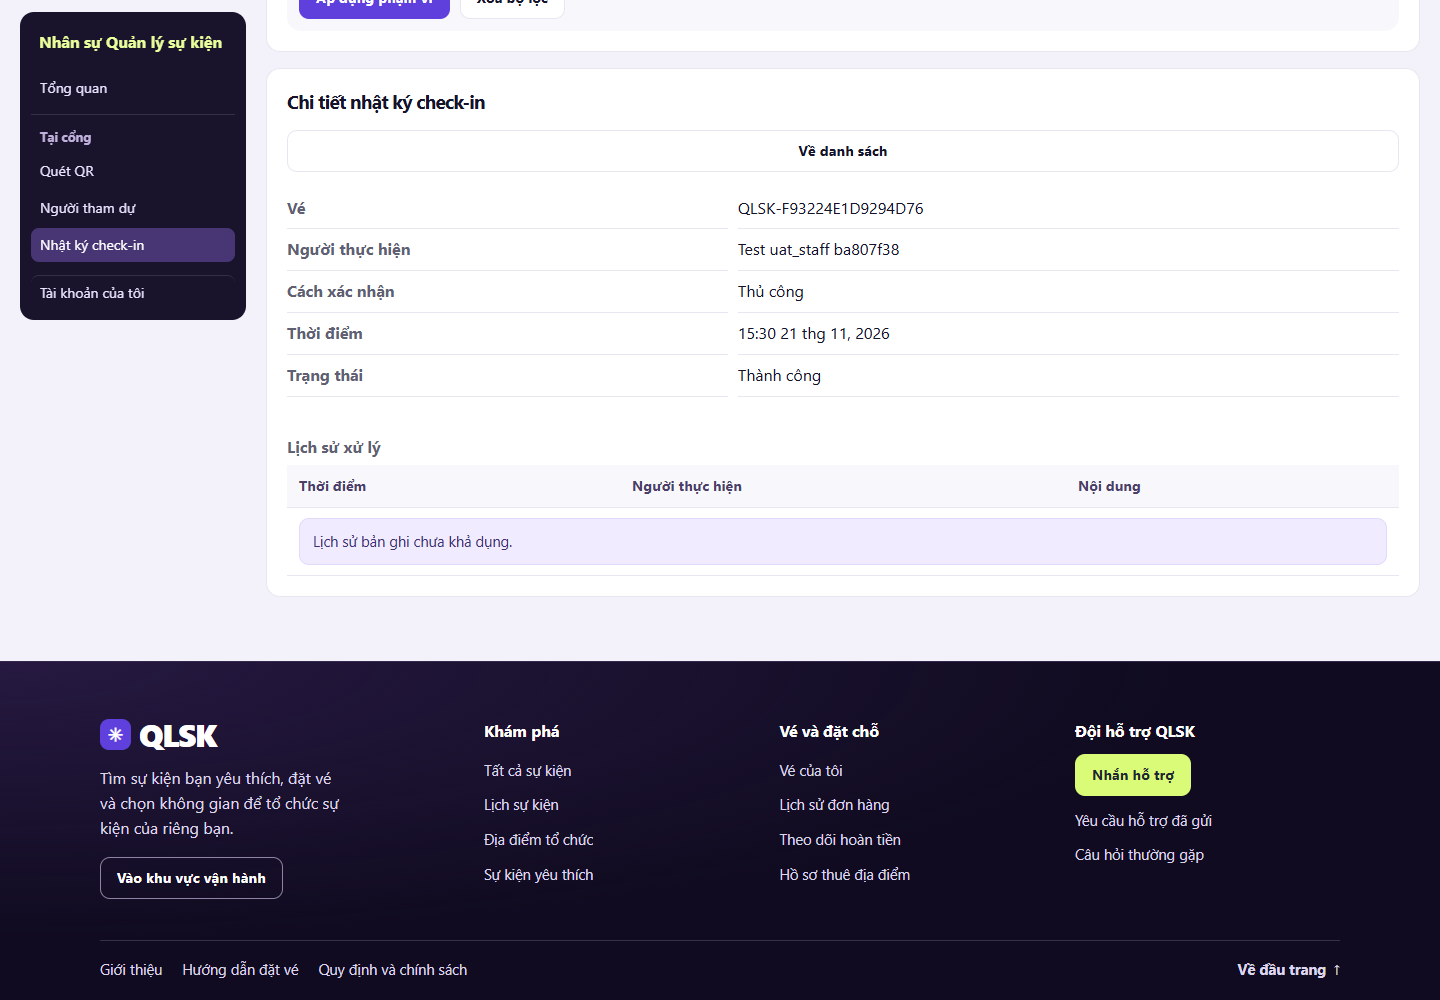 Áp dụng phạm vi
Xóa bộ lọc
Nhân sự Quản lý sự kiện
Tổng quan
Tại cổng
Quét QR
Người tham dự
Nhật ký check-in
Tài khoản của tôi
Chi tiết nhật ký check-in
Về danh sách
Vé QLSK-F93224E1D9294D76
Người thực hiện Test uat_staff ba807f38
Cách xác nhận Thủ công
Thời điểm 15:30 21 thg 11, 2026
Trạng thái Thành công
Lịch sử xử lý
Thời điểm Người thực hiện Nội dung
Lịch sử bản ghi chưa khả dụng.
QLSK
Tìm sự kiện bạn yêu thích, đặt vé
và chọn không gian để tổ chức sự
kiện của riêng bạn.
Vào khu vực vận hành
Khám phá
Tất cả sự kiện
Lịch sự kiện
Địa điểm tổ chức
Sự kiện yêu thích
Vé và đặt chỗ
Vé của tôi
Lịch sử đơn hàng
Theo dõi hoàn tiền
Hồ sơ thuê địa điểm
Đội hỗ trợ QLSK
Nhắn hỗ trợ
Yêu cầu hỗ trợ đã gửi
Câu hỏi thường gặp
Giới thiệu Hướng dẫn đặt vé Quy định và chính sách
Về đầu trang ↑